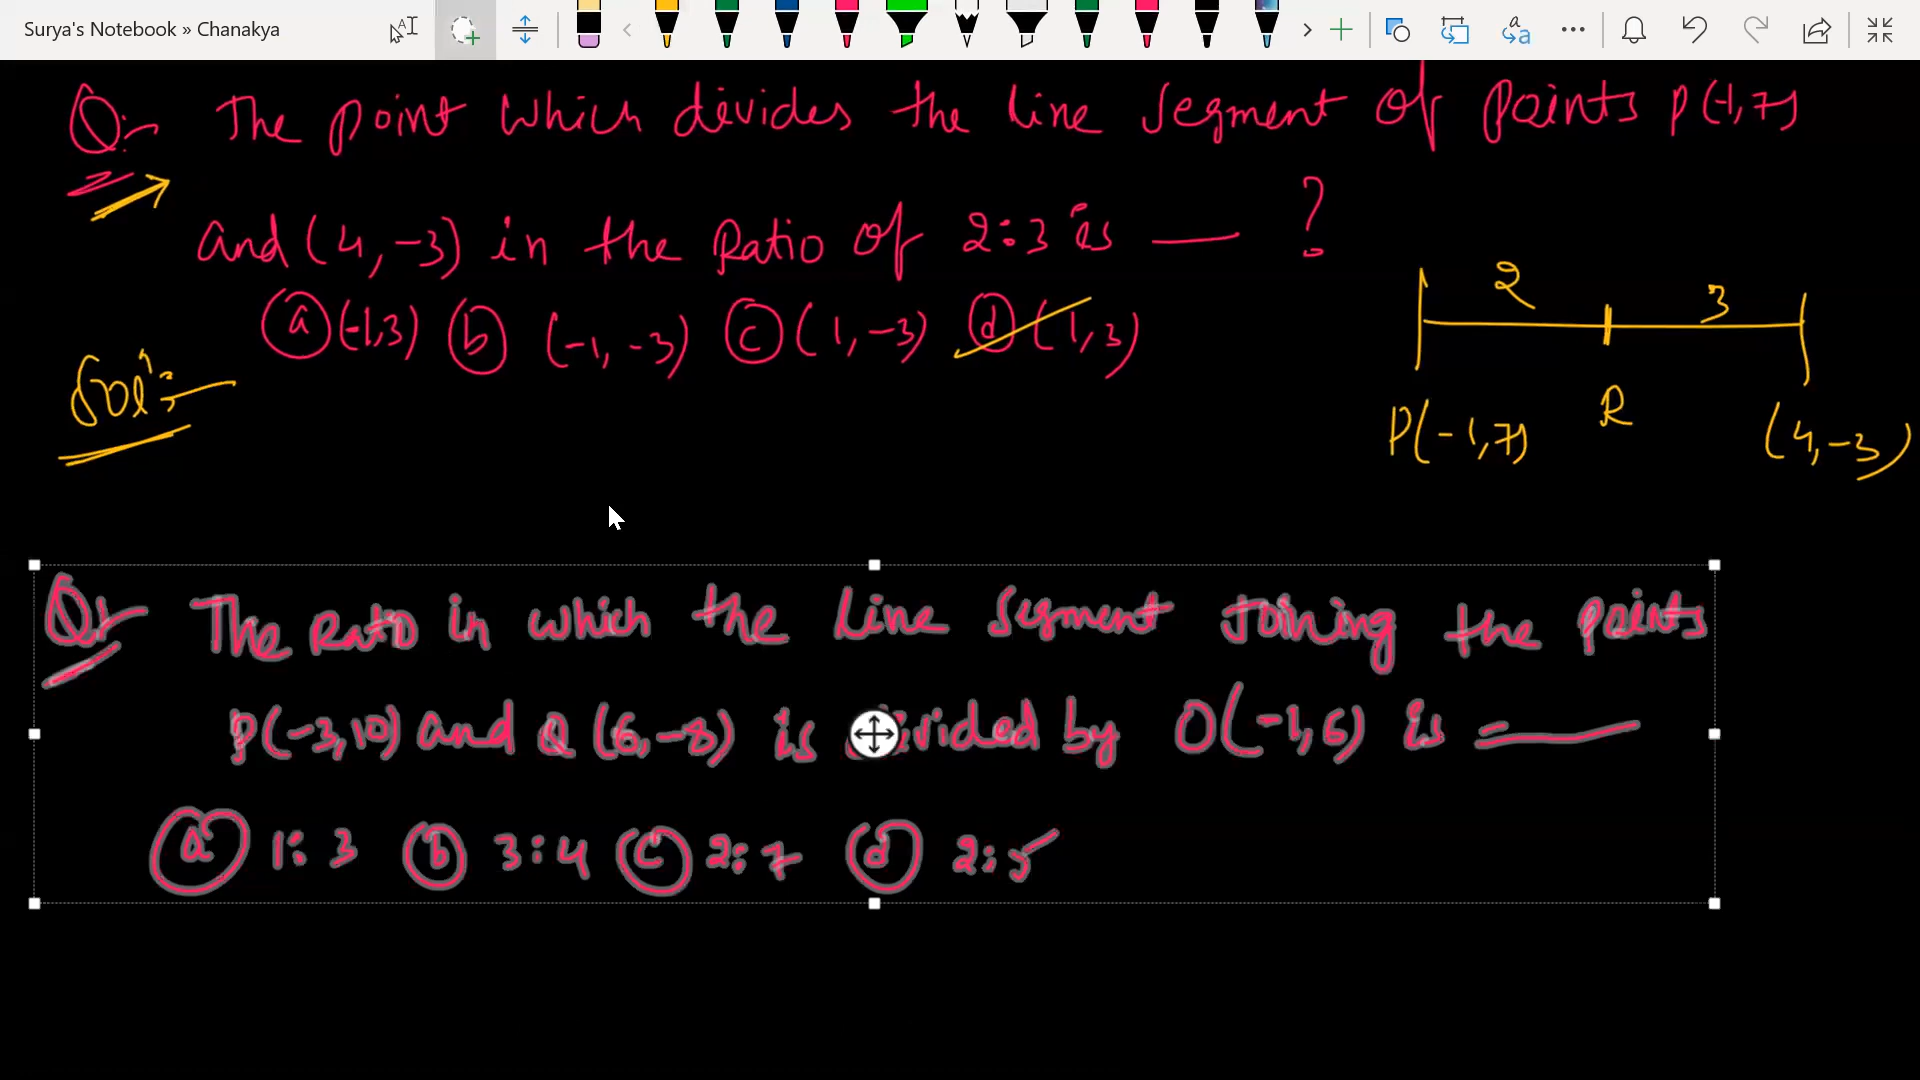 Surya's Notebook » Chanakya
Q:- The point which divides the line segment of points P(-1,7)
and (4,-3) in the Ratio of 2:3 is — ?
(a) (-1,3) (b) (-1,-3) (c) (1,-3) (d) (1,3)
Solⁿ:-
2 3
P(-1,7) R (4,-3)
Q:- The Ratio in which the Line Segment Joining the points
P(-3,10) and Q(6,-8) is divided by O(-1,6) is =
(a) 1:3 (b) 3:4 (c) 2:7 (d) 2:5